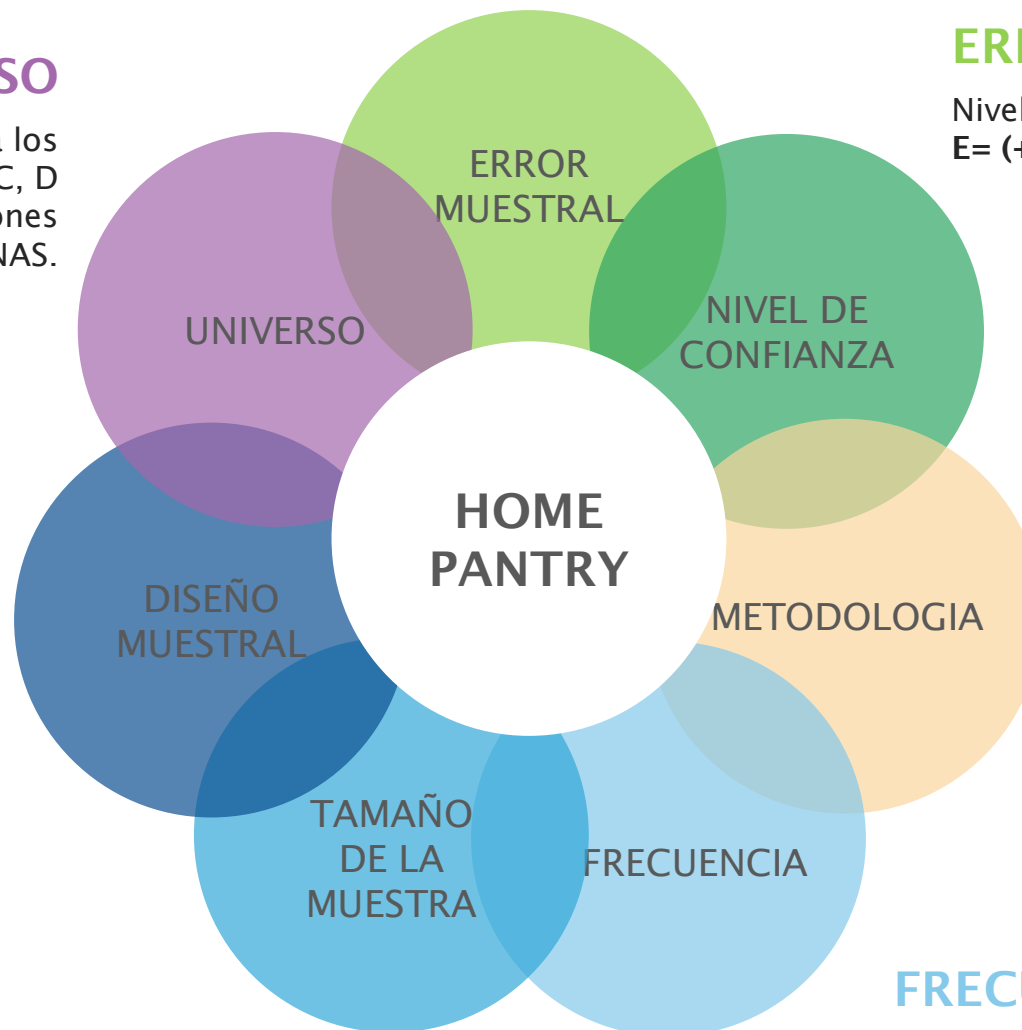 SO
los
C, D
ones
NAS.
ERROR
MUESTRAL
UNIVERSO
NIVEL DE
CONFIANZA
HOME
PANTRY
DISEÑO
MUESTRAL
METODOLOGIA
TAMAÑO
DE LA
MUESTRA
FRECUENCIA
ER
Nivel
E= (+
FRECU